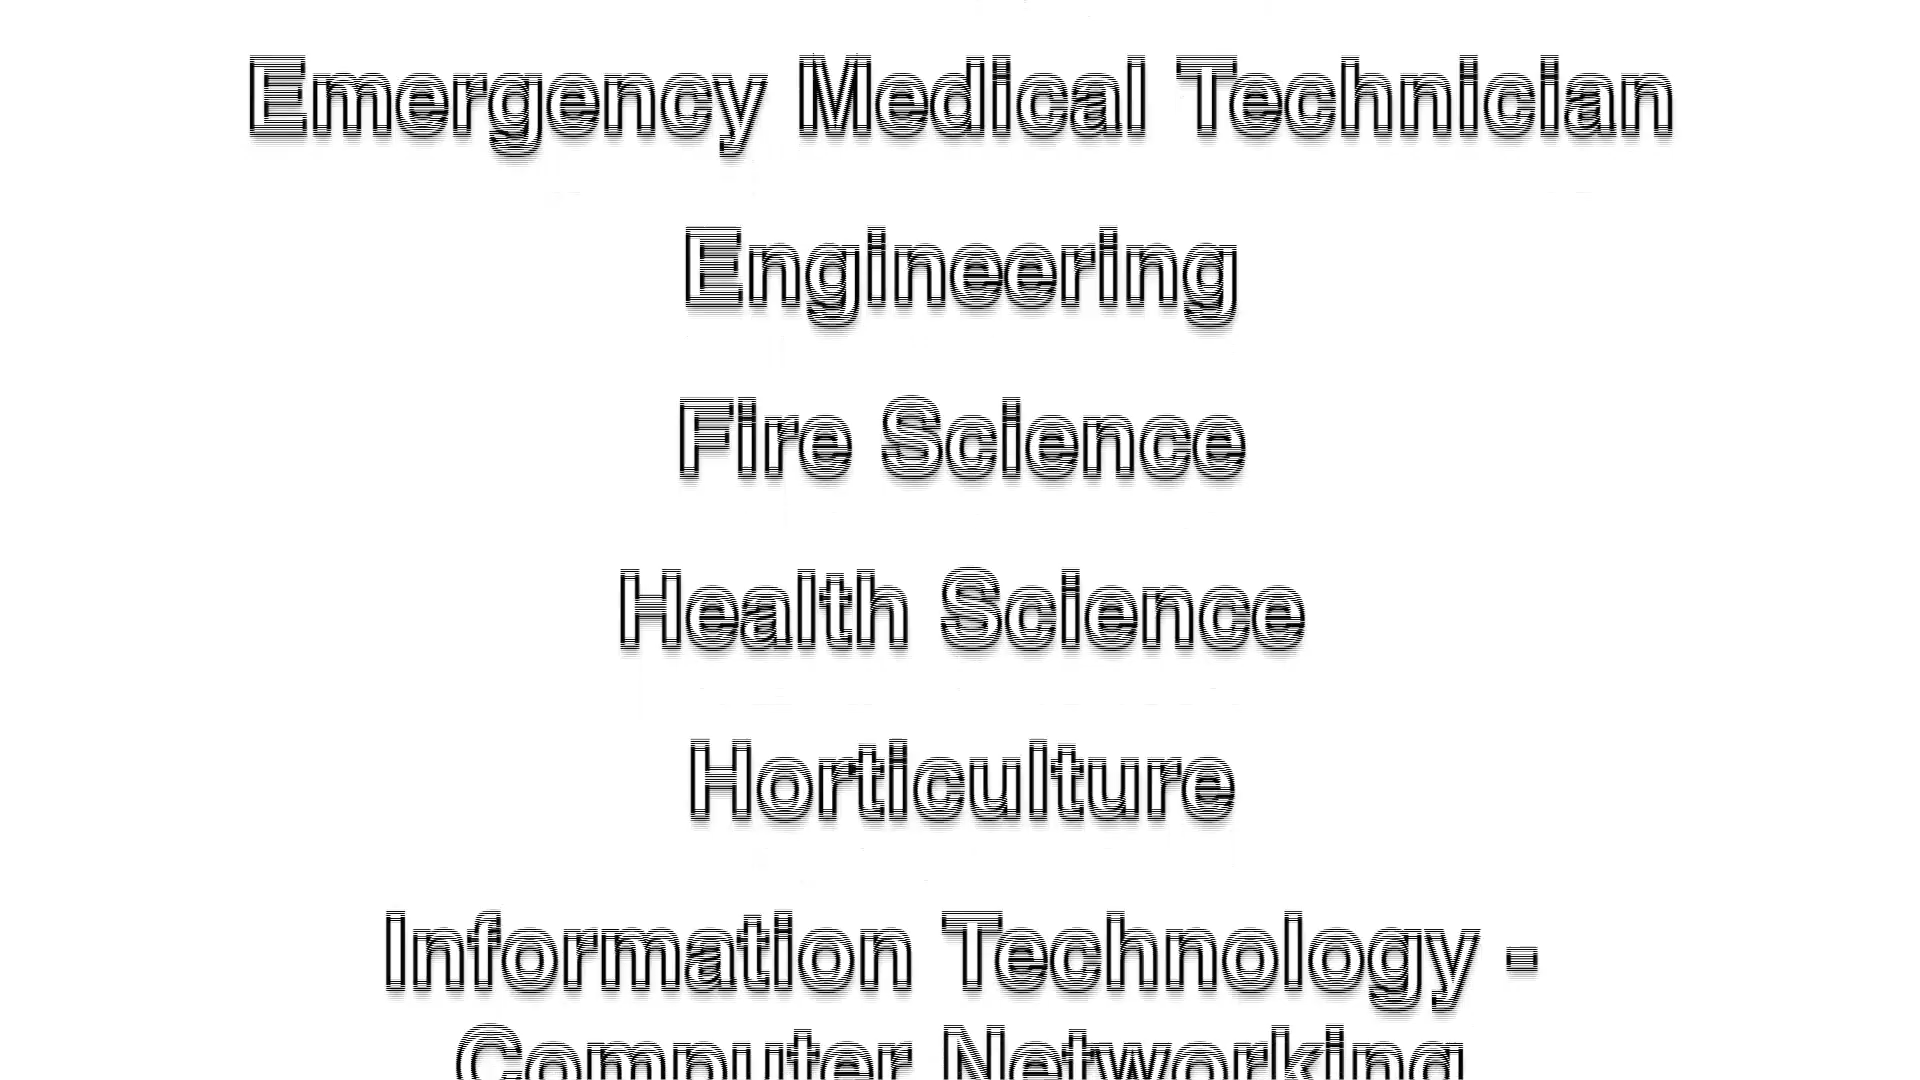 Emergency Medical Technician
Engineering
Fire Science
Health Science
Horticulture
Information Technology -
Computer Networking